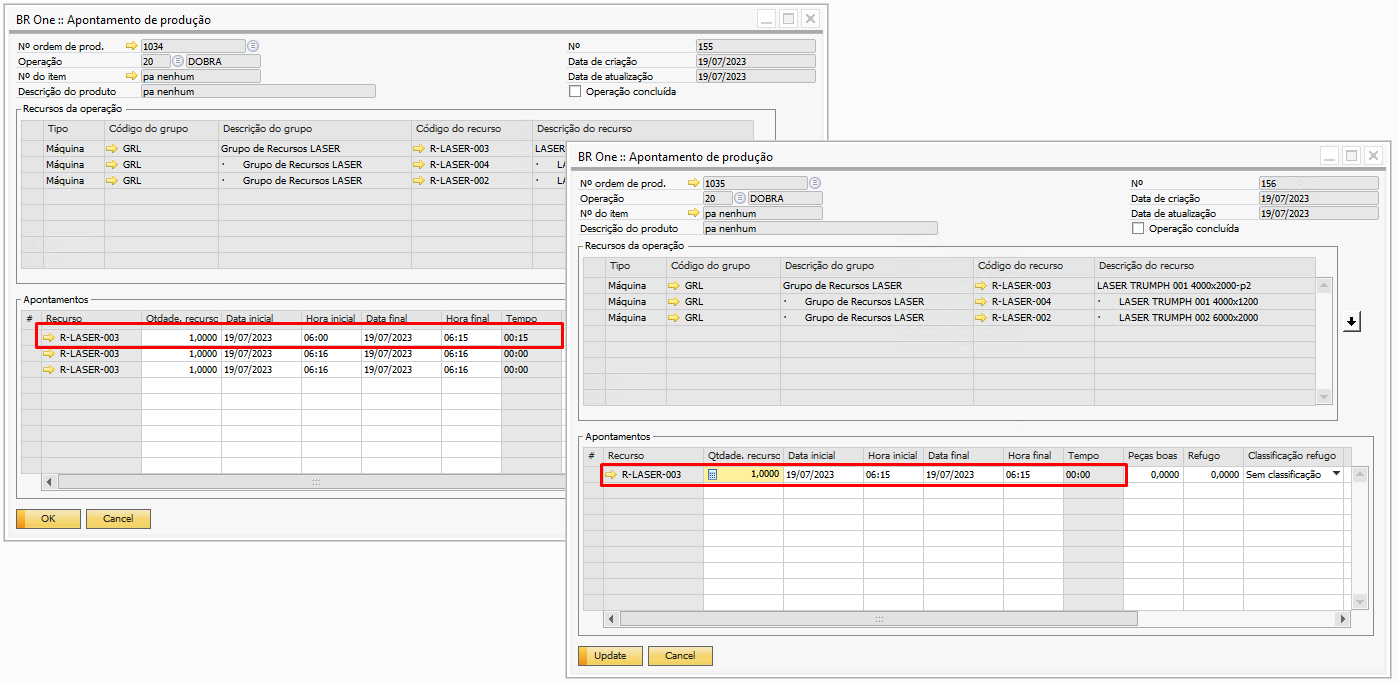 BR One :: Apontamento de produção
Nº ordem de prod. 1034 Nº 155
Operação 20 DOBRA Data de criação 19/07/2023
Nº do item pa nenhum Data de atualização 19/07/2023
Descrição do produto pa nenhum Operação concluída
Recursos da operação
Tipo Código do grupo Descrição do grupo Código do recurso Descrição do recurso
Máquina GRL Grupo de Recursos LASER R-LASER-003 LASER
Máquina GRL · Grupo de Recursos LASER R-LASER-004 ·
Máquina GRL · Grupo de Recursos LASER R-LASER-002 ·
Apontamentos
# Recurso Qtdade. recurso Data inicial Hora inicial Data final Hora final Tempo
R-LASER-003 1,0000 19/07/2023 06:00 19/07/2023 06:15 00:15
R-LASER-003 1,0000 19/07/2023 06:16 19/07/2023 06:16 00:00
R-LASER-003 1,0000 19/07/2023 06:16 19/07/2023 06:16 00:00
OK Cancel
BR One :: Apontamento de produção
Nº ordem de prod. 1035 Nº 156
Operação 20 DOBRA Data de criação 19/07/2023
Nº do item pa nenhum Data de atualização 19/07/2023
Descrição do produto pa nenhum Operação concluída
Recursos da operação
Tipo Código do grupo Descrição do grupo Código do recurso Descrição do recurso
Máquina GRL Grupo de Recursos LASER R-LASER-003 LASER TRUMPH 001 4000x2000-p2
Máquina GRL · Grupo de Recursos LASER R-LASER-004 · LASER TRUMPH 001 4000x1200
Máquina GRL · Grupo de Recursos LASER R-LASER-002 · LASER TRUMPH 002 6000x2000
Apontamentos
# Recurso Qtdade. recurso Data inicial Hora inicial Data final Hora final Tempo Peças boas Refugo Classificação refugo
R-LASER-003 1,0000 19/07/2023 06:15 19/07/2023 06:15 00:00 0,0000 0,0000 Sem classificação
Update Cancel